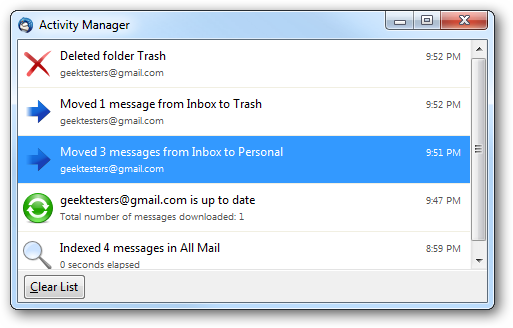 Activity Manager
Deleted folder Trash 9:52 PM
geektesters@gmail.com
Moved 1 message from Inbox to Trash 9:52 PM
geektesters@gmail.com
Moved 3 messages from Inbox to Personal 9:51 PM
geektesters@gmail.com
geektesters@gmail.com is up to date 9:47 PM
Total number of messages downloaded: 1
Indexed 4 messages in All Mail 8:59 PM
0 seconds elapsed
Clear List